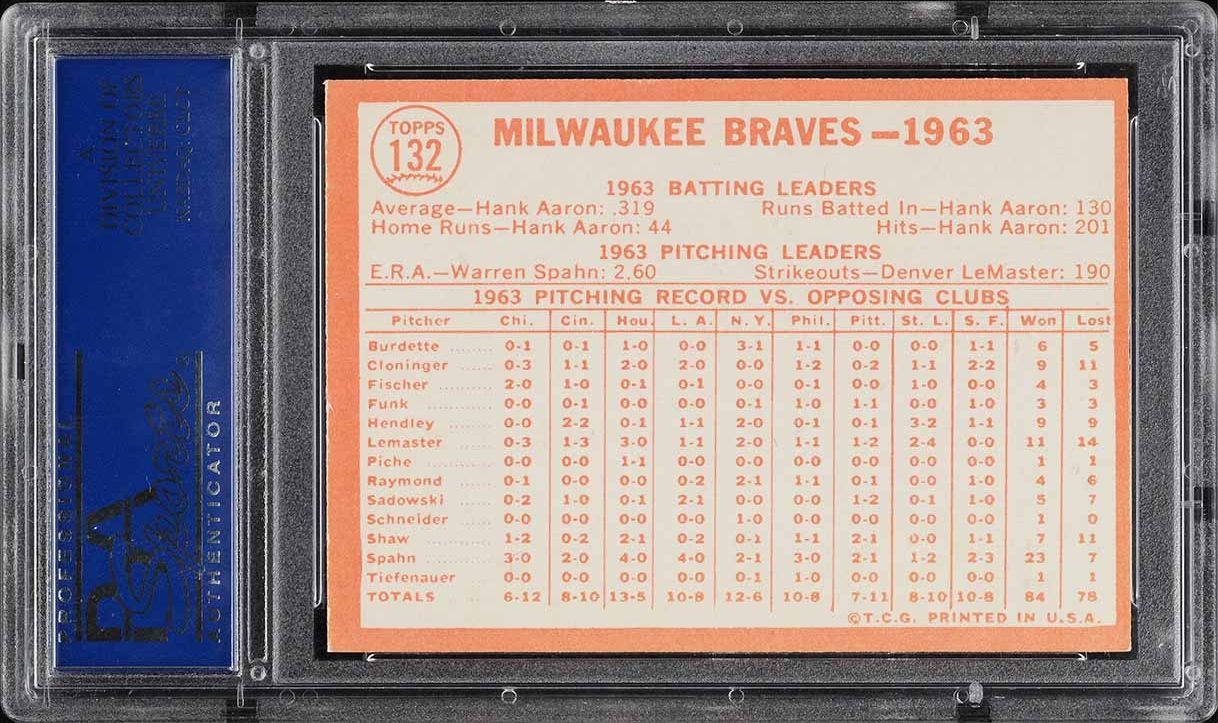 TOPPS
132
MILWAUKEE BRAVES—1963
1963 BATTING LEADERS
Average—Hank Aaron: .319 Runs Batted In—Hank Aaron: 130
Home Runs—Hank Aaron: 44 Hits—Hank Aaron: 201
1963 PITCHING LEADERS
E.R.A.—Warren Spahn: 2.60 Strikeouts—Denver LeMaster: 190
1963 PITCHING RECORD VS. OPPOSING CLUBS
Pitcher Chi. Cin. Hou. L. A. N. Y. Phil. Pitt. St. L. S. F. Won Lost
Burdette ........ 0-1 0-1 1-0 0-0 3-1 1-1 0-0 0-0 1-1 6 5
Cloninger ...... 0-3 1-1 2-0 2-0 0-0 1-2 0-2 1-1 2-2 9 11
Fischer .......... 2-0 1-0 0-1 0-1 0-0 0-1 0-0 1-0 0-0 4 3
Funk ............ 0-0 0-1 0-0 0-0 0-1 1-0 1-1 0-0 1-0 3 3
Hendley ........ 0-0 2-2 0-1 1-1 2-0 0-1 0-1 3-2 1-1 9 9
Lemaster ...... 0-3 1-3 3-0 1-1 2-0 1-1 1-2 2-4 0-0 11 14
Piche ............ 0-0 0-0 1-1 0-0 0-0 0-0 0-0 0-0 0-0 1 1
Raymond ...... 0-1 0-0 0-0 0-2 2-1 1-1 0-1 0-0 1-0 4 6
Sadowski ...... 0-2 1-0 0-1 2-1 0-0 0-0 1-2 0-1 1-0 5 7
Schneider ...... 0-0 0-0 0-0 0-0 1-0 0-0 0-0 0-0 0-0 1 0
Shaw ............ 1-2 0-2 2-1 0-2 0-1 1-1 2-1 0-0 1-1 7 11
Spahn ............ 3-0 2-0 4-0 4-0 2-1 3-0 2-1 1-2 2-3 23 7
Tiefenauer 0-0 0-0 0-0 0-0 0-1 1-0 0-0 0-0 0-0 1 1
TOTALS .. 6-12 8-10 13-5 10-8 12-6 10-8 7-11 8-10 10-8 84 78
©T.C.G. PRINTED IN U.S.A.
A
DIVISION OF
COLLECTORS
UNIVERSE
NASDAQ: CLCT
PROFESSIONAL
PSA
AUTHENTICATOR